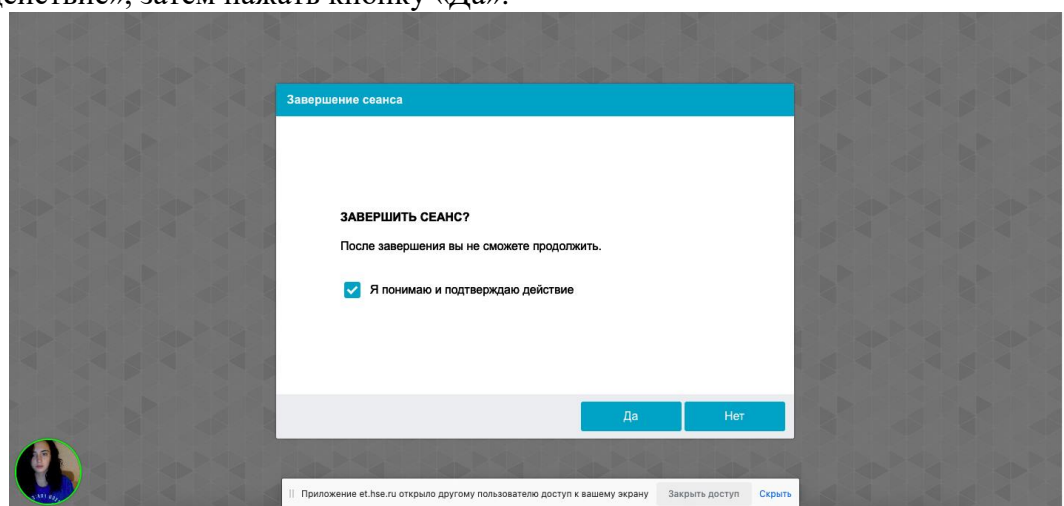 затем нажать кнопку «Да».
Завершение сеанса
ЗАВЕРШИТЬ СЕАНС?
После завершения вы не сможете продолжить.
Я понимаю и подтверждаю действие
Да Нет
Приложение et.hse.ru открыло другому пользователю доступ к вашему экрану Закрыть доступ Скрыть